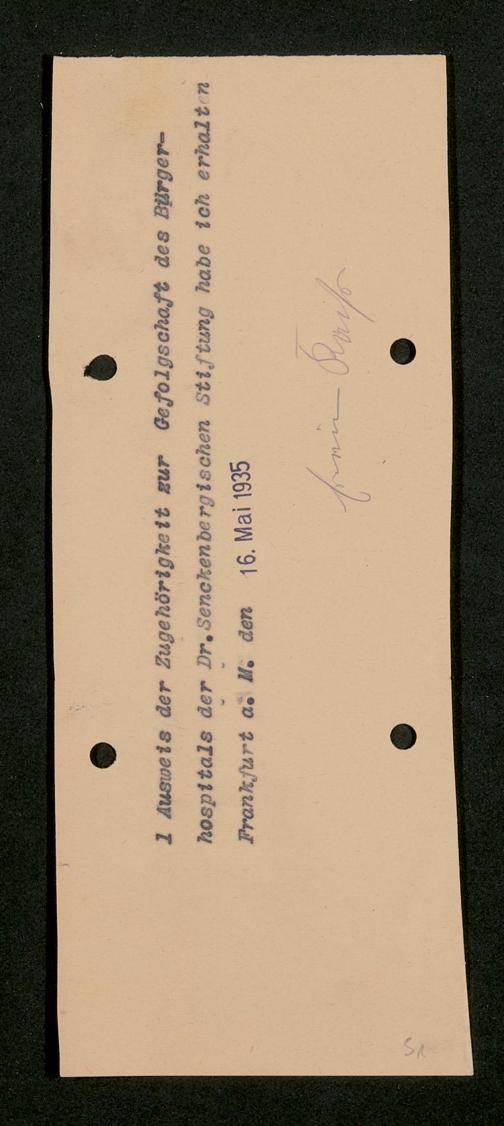 1 Ausweis der Zugehörigkeit zur Gefolgschaft des Bürger-
hospitals der Dr.Senckenbergischen Stiftung habe ich erhalten
Frankfurt a. M. den 16. Mai 1935